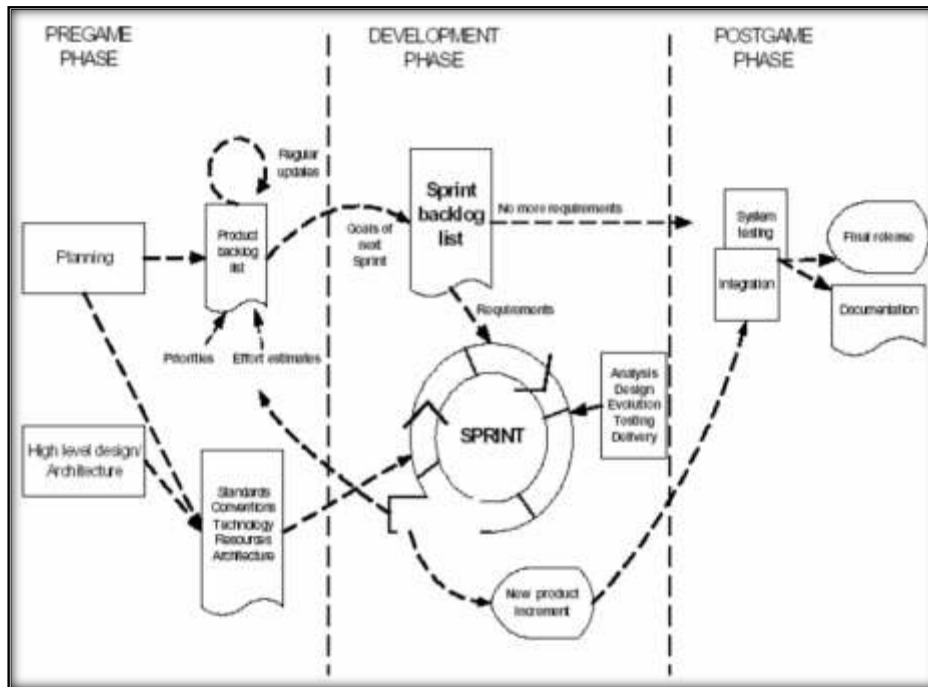 PREGAME
PHASE
DEVELOPMENT
PHASE
POSTGAME
PHASE
Regular
updates
Planning
Product
backlog
list
Goals of
next
Sprint
Sprint
backlog
list
No more requirements
System
testing
Integration
Final release
Documentation
Priorities
Effort estimates
Requirements
Analysis
Design
Evolution
Testing
Delivery
SPRINT
High level design/
Architecture
Standards
Conventions
Technology
Resources
Architecture
New product
increment